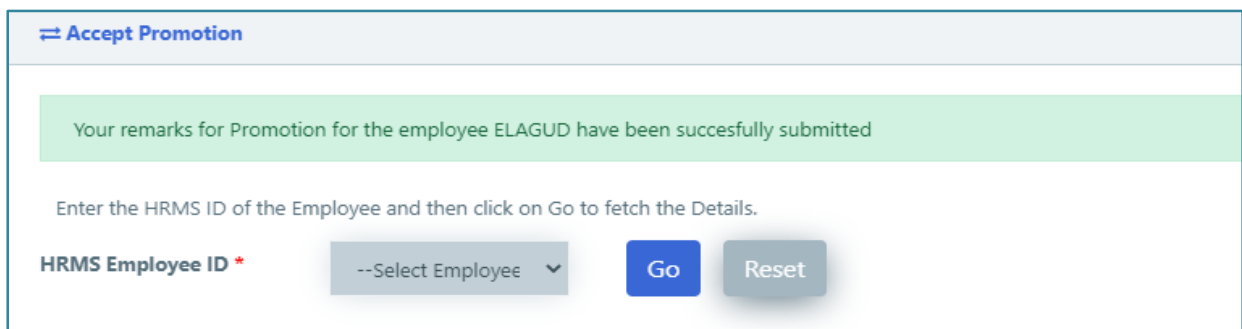 Accept Promotion
Your remarks for Promotion for the employee ELAGUD have been succesfully submitted
Enter the HRMS ID of the Employee and then click on Go to fetch the Details.
HRMS Employee ID * --Select Employee Go Reset